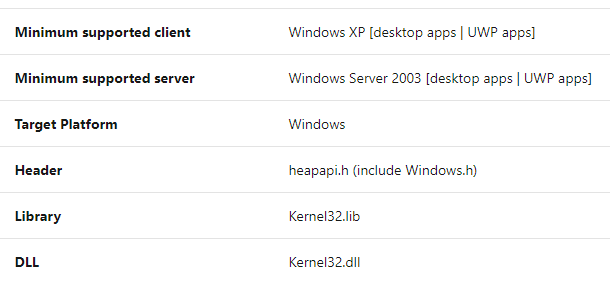 Minimum supported client Windows XP [desktop apps | UWP apps]
Minimum supported server Windows Server 2003 [desktop apps | UWP apps]
Target Platform Windows
Header heapapi.h (include Windows.h)
Library Kernel32.lib
DLL Kernel32.dll